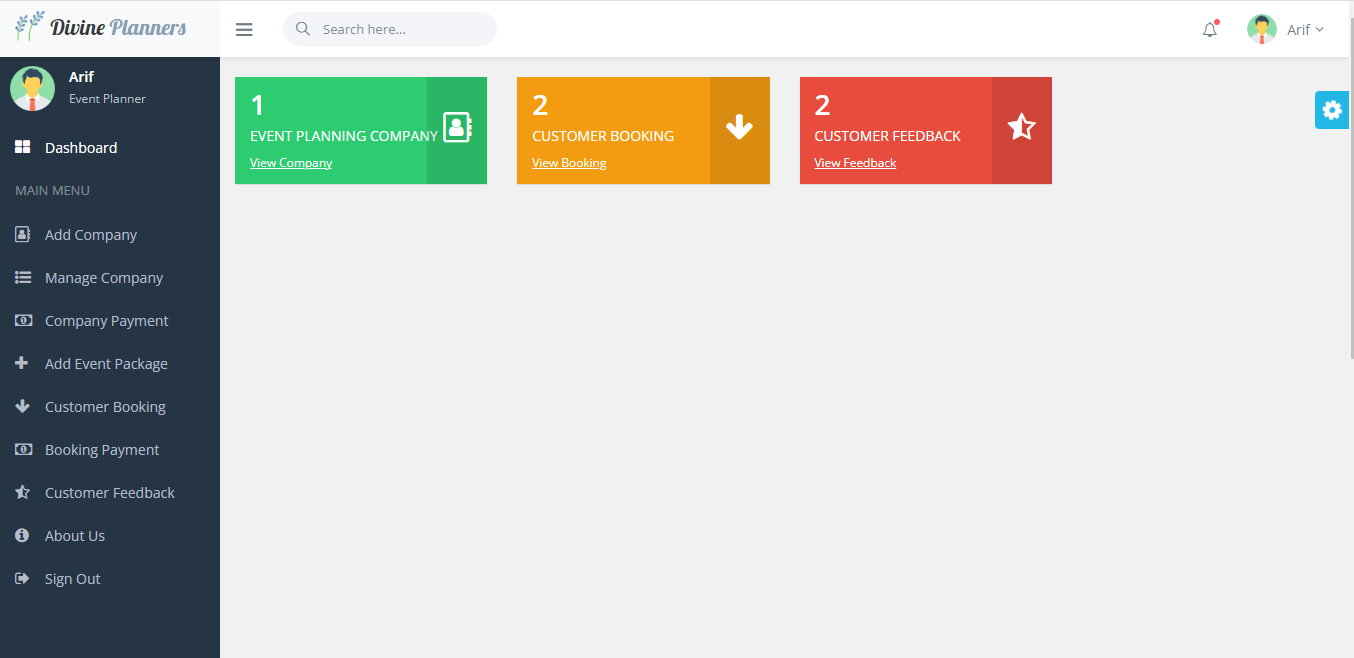 Divine Planners
Search here...
Arif
Arif
Event Planner
Dashboard
MAIN MENU
Add Company
Manage Company
Company Payment
Add Event Package
Customer Booking
Booking Payment
Customer Feedback
About Us
Sign Out
1
EVENT PLANNING COMPANY
View Company
2
CUSTOMER BOOKING
View Booking
2
CUSTOMER FEEDBACK
View Feedback